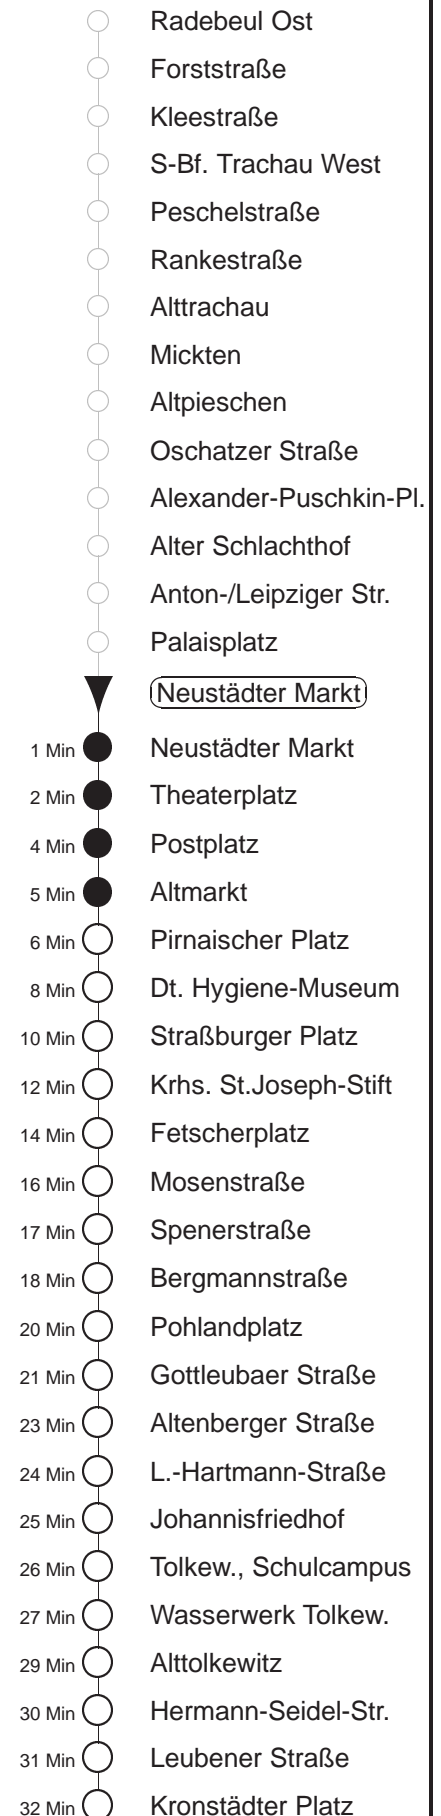 Radebeul Ost
Forststraße
Kleestraße
S-Bf. Trachau West
Peschelstraße
Rankestraße
Alttrachau
Mickten
Altpieschen
Oschatzer Straße
Alexander-Puschkin-Pl.
Alter Schlachthof
Anton-/Leipziger Str.
Palaisplatz
Neustädter Markt
1 Min Neustädter Markt
2 Min Theaterplatz
4 Min Postplatz
5 Min Altmarkt
6 Min Pirnaischer Platz
8 Min Dt. Hygiene-Museum
10 Min Straßburger Platz
12 Min Krhs. St.Joseph-Stift
14 Min Fetscherplatz
16 Min Mosenstraße
17 Min Spenerstraße
18 Min Bergmannstraße
20 Min Pohlandplatz
21 Min Gottleubaer Straße
23 Min Altenberger Straße
24 Min L.-Hartmann-Straße
25 Min Johannisfriedhof
26 Min Tolkew., Schulcampus
27 Min Wasserwerk Tolkew.
29 Min Alttolkewitz
30 Min Hermann-Seidel-Str.
31 Min Leubener Straße
32 Min Kronstädter Platz